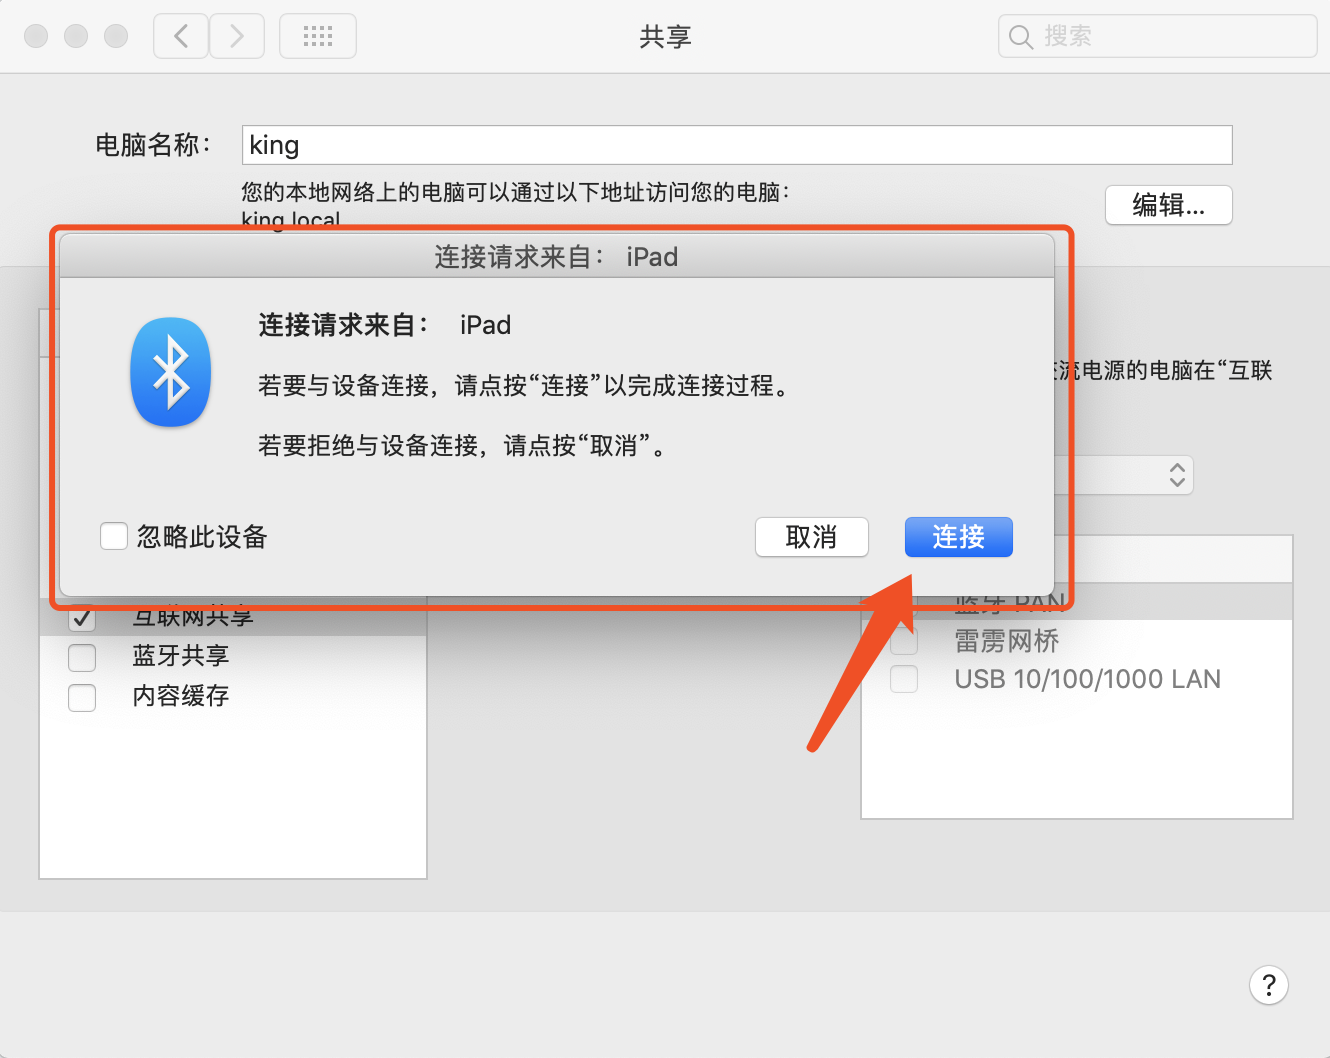 共享
搜索
电脑名称：
king
您的本地网络上的电脑可以通过以下地址访问您的电脑：
king.local
编辑...
连接请求来自： iPad
连接请求来自： iPad
若要与设备连接，请点按“连接”以完成连接过程。
若要拒绝与设备连接，请点按“取消”。
忽略此设备
取消
连接
流电源的电脑在“互联
互联网共享
蓝牙共享
内容缓存
蓝牙 PAN
雷雳网桥
USB 10/100/1000 LAN
?